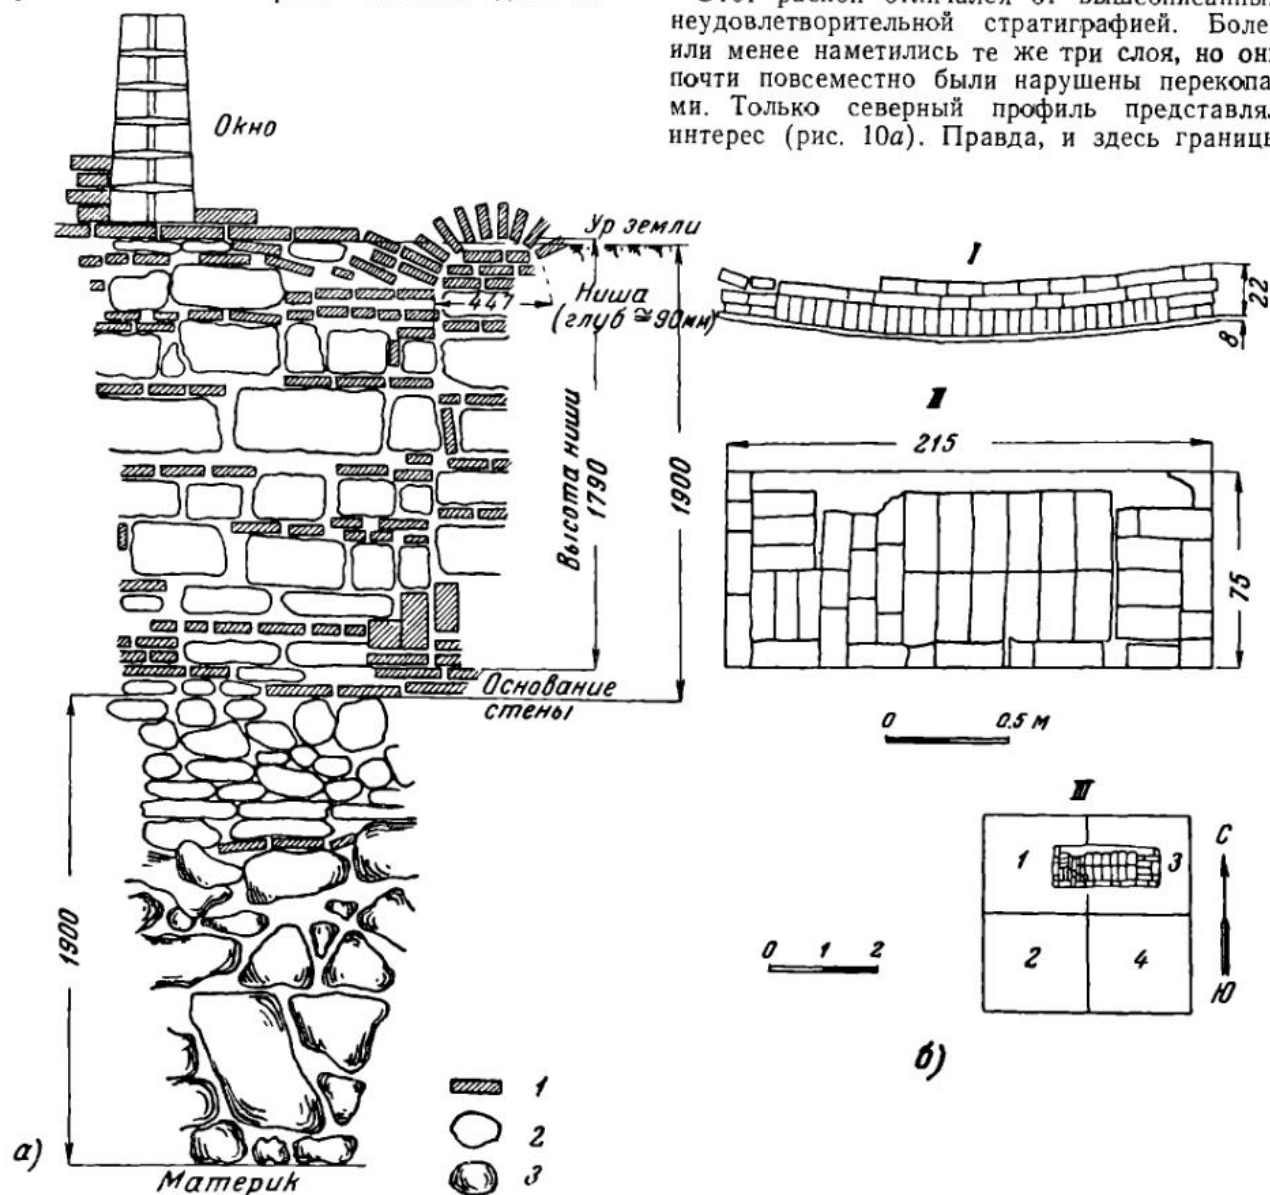 неудовлетворительной стратиграфией. Боле
или менее наметились те же три слоя, но он
почти повсеместно были нарушены перекопа
ми. Только северный профиль представля
интерес (рис. 10а). Правда, и здесь границ
Окно
Ур земли
447
Ниша
(глуб ≅90мм)
Высота ниши
1790
1900
Основание
стены
1900
1
2
3
а)
Материк
I
22
8
II
215
75
0 0.5 м
III
1 3
2 4
С
Ю
0 1 2
б)